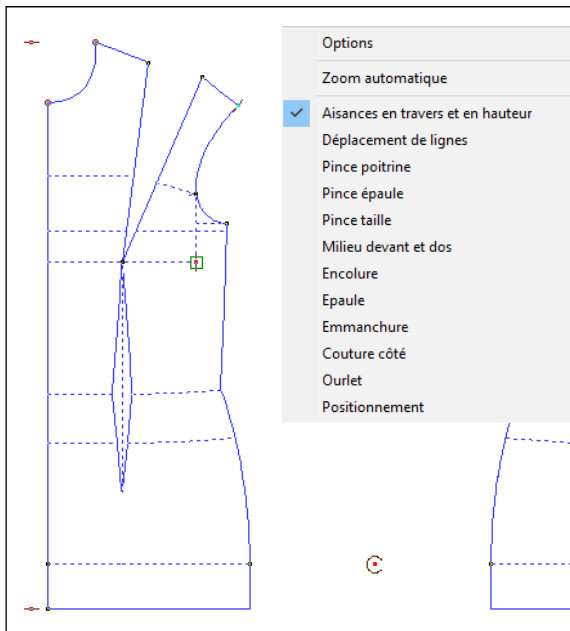 Options
Zoom automatique
Aisances en travers et en hauteur
Déplacement de lignes
Pince poitrine
Pince épaule
Pince taille
Milieu devant et dos
Encolure
Epaule
Emmanchure
Couture côté
Ourlet
Positionnement